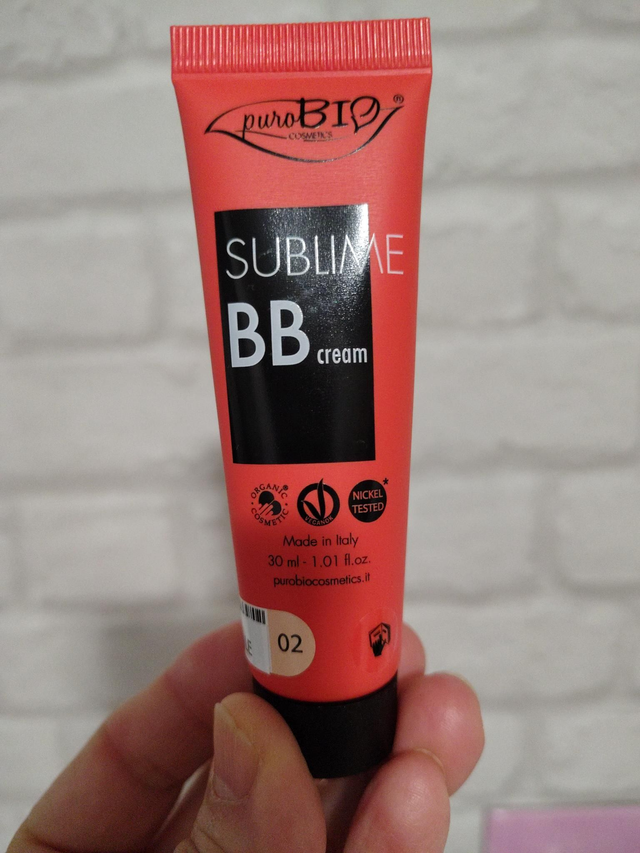 puroBIO®
COSMETICS
SUBLIME
BB cream
ORGANIC®
COSMETIC
VEGANOK
NICKEL
TESTED
*
Made in Italy
30 ml - 1.01 fl.oz.
purobiocosmetics.it
02